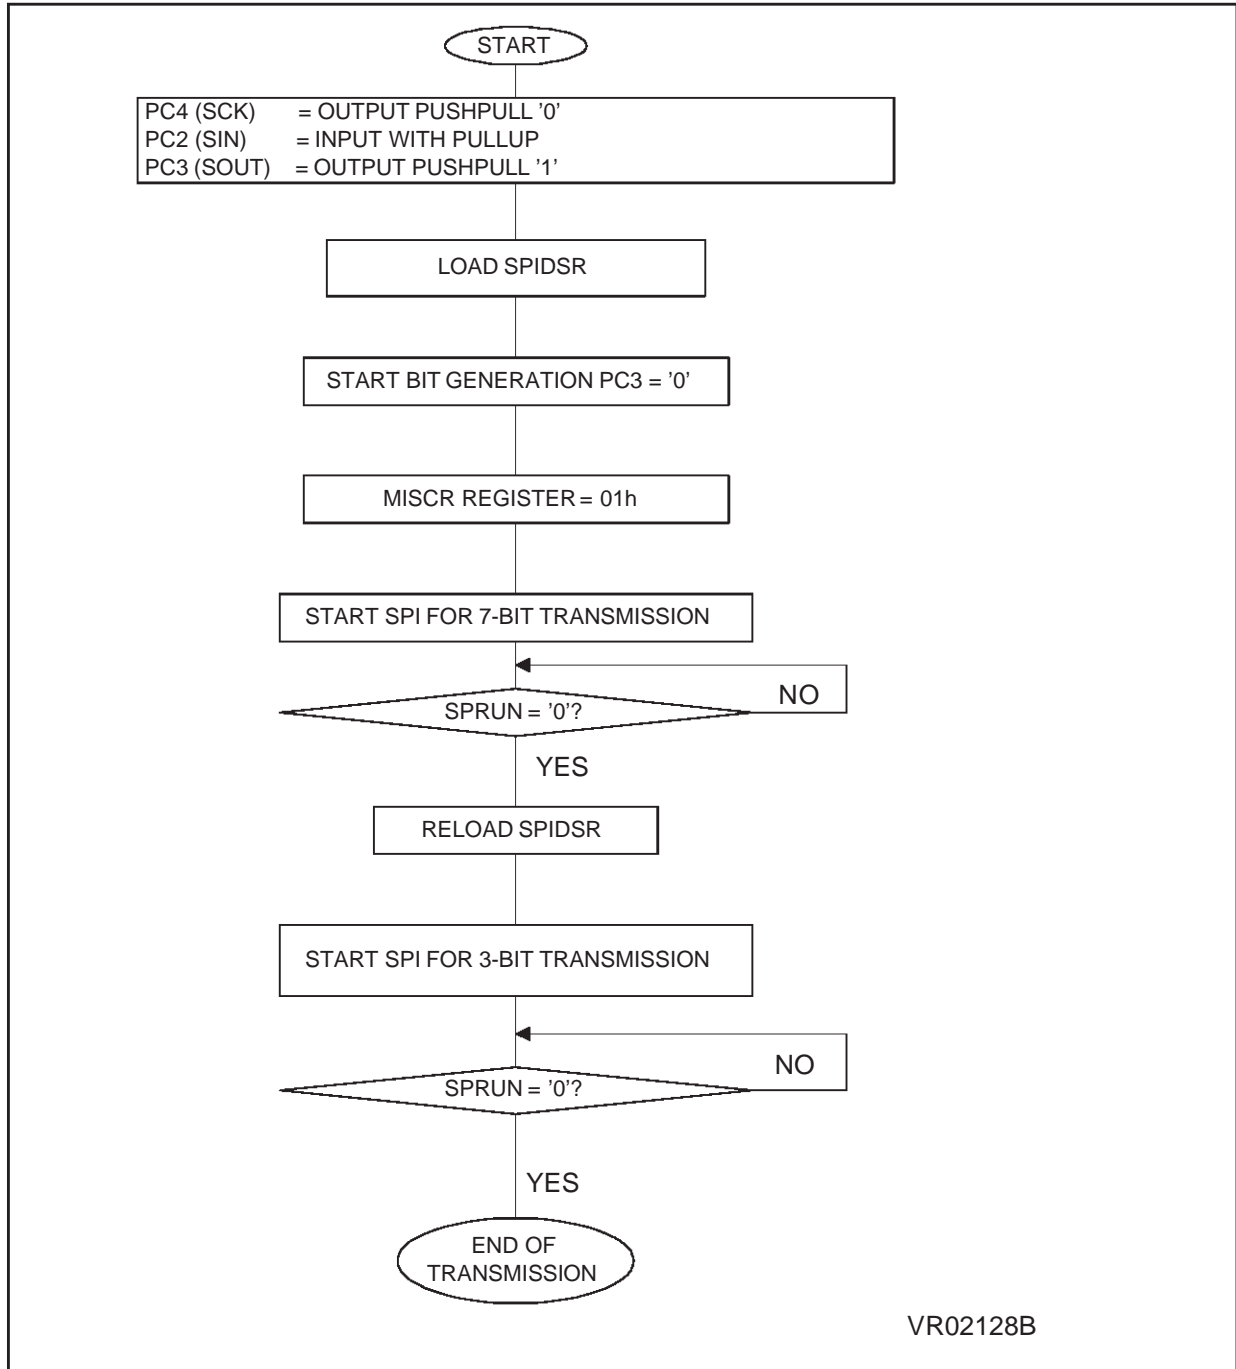 START
PC4 (SCK) = OUTPUT PUSHPULL '0'
PC2 (SIN) = INPUT WITH PULLUP
PC3 (SOUT) = OUTPUT PUSHPULL '1'
LOAD SPIDSR
START BIT GENERATION PC3 = '0'
MISCR REGISTER = 01h
START SPI FOR 7-BIT TRANSMISSION
NO
SPRUN = '0'?
YES
RELOAD SPIDSR
START SPI FOR 3-BIT TRANSMISSION
NO
SPRUN = '0'?
YES
END OF
TRANSMISSION
VR02128B